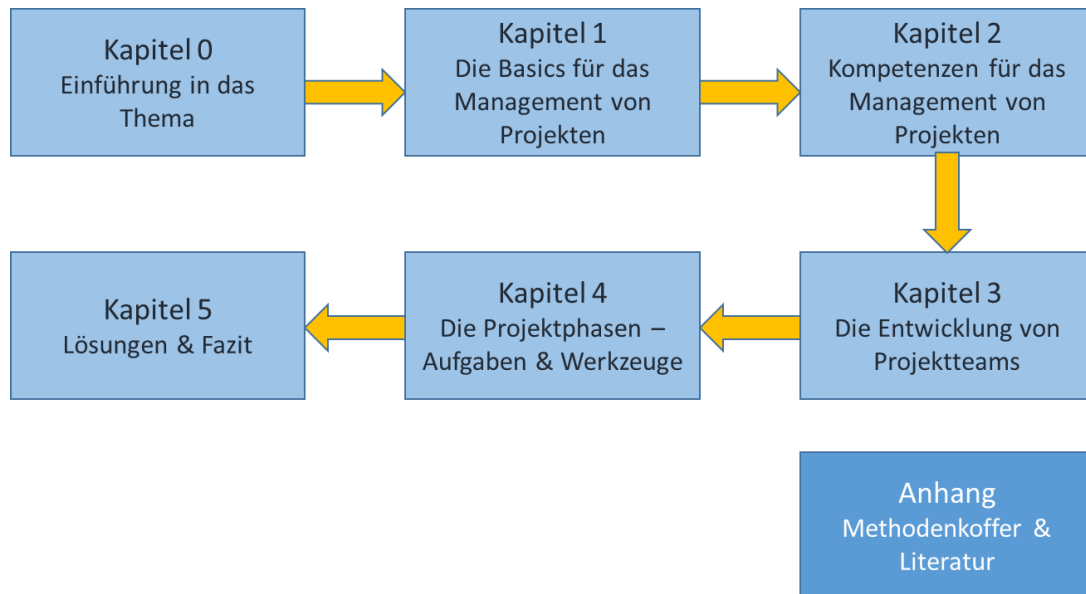 Kapitel 0
Einführung in das
Thema
Kapitel 1
Die Basics für das
Management von
Projekten
Kapitel 2
Kompetenzen für das
Management von
Projekten
Kapitel 3
Die Entwicklung von
Projektteams
Kapitel 4
Die Projektphasen –
Aufgaben & Werkzeuge
Kapitel 5
Lösungen & Fazit
Anhang
Methodenkoffer &
Literatur